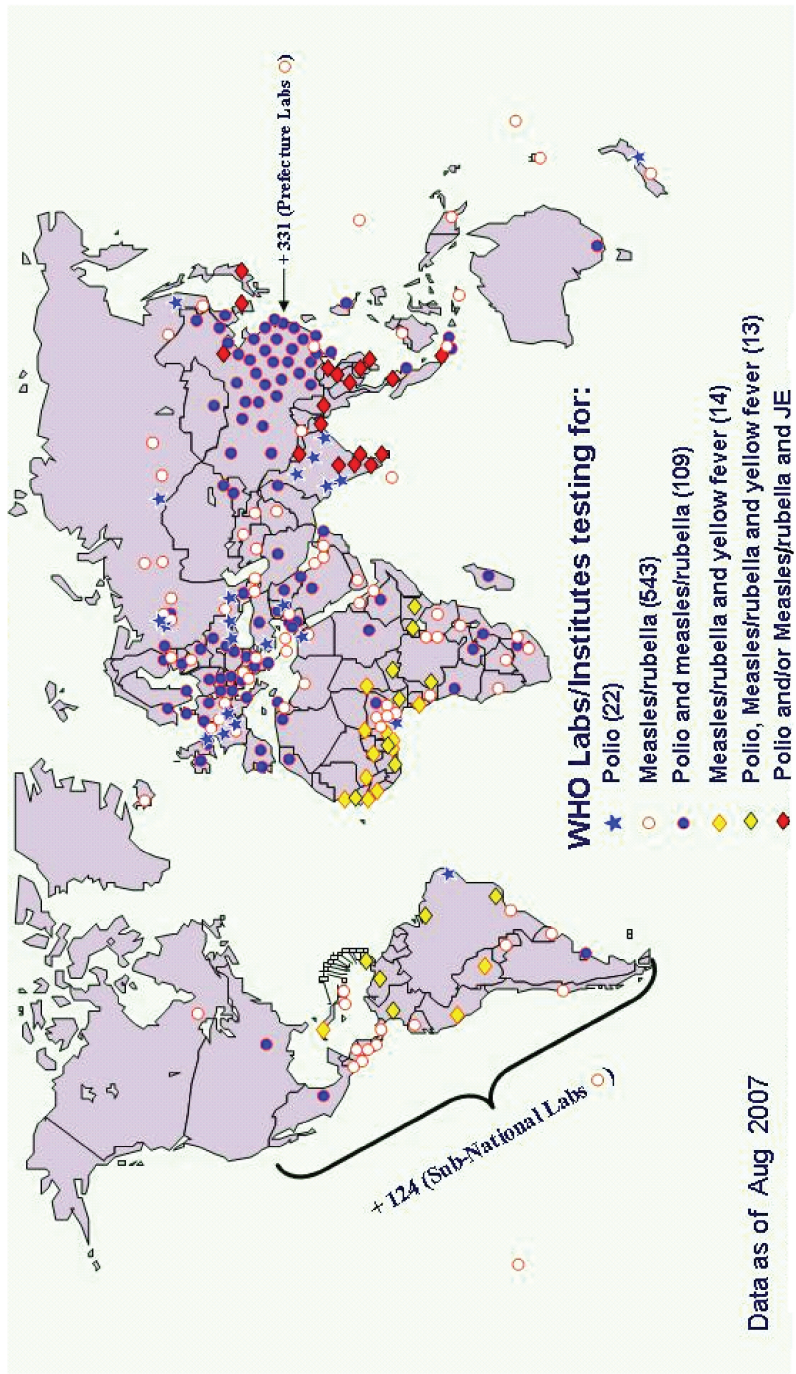 + 331 (Prefecture Labs ○ )
+ 124 (Sub-National Labs ○ )
WHO Labs/Institutes testing for:
Polio (22)
Measles/rubella (543)
Polio and measles/rubella (109)
Measles/rubella and yellow fever (14)
Polio, Measles/rubella and yellow fever (13)
Polio and/or Measles/rubella and JE
Data as of Aug 2007